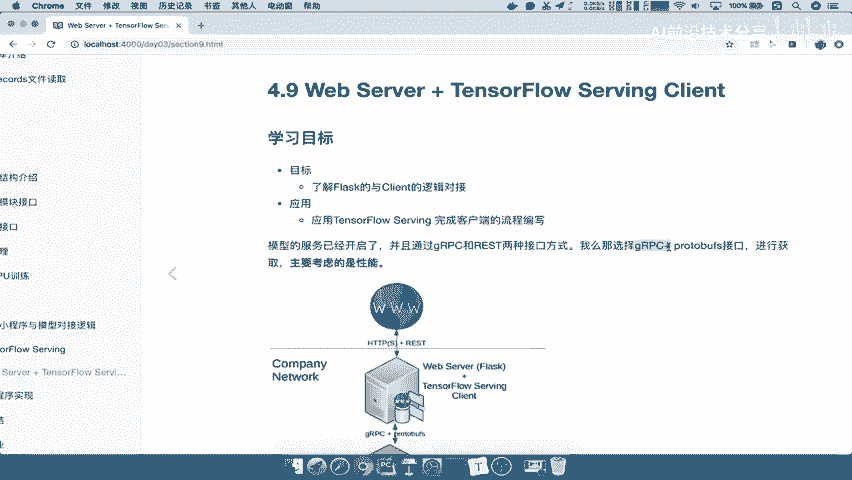 Chrome 文件 修改 视图 历史记录 书签 其他人 电动窗 帮助
100%
AI前沿技术分享
Web Server + TensorFlow Serv
localhost:4000/day03/section9.html
ecords文件读取
结构介绍
模块接口
接口
理
PU训练
小程序与模型对接逻辑
orFlow Serving
Server + TensorFlow Servi...
程序实现
4.9 Web Server + TensorFlow Serving Client
学习目标
目标
了解Flask的与Client的逻辑对接
应用
应用TensorFlow Serving 完成客户端的流程编写
模型的服务已经开启了，并且通过gRPC和REST两种接口方式。我么那选择gRPC+ protobufs接口，进行获
取，主要考虑的是性能。
WWW
HTTP(S) + REST
Company
Network
Web Server (Flask)
+
TensorFlow Serving
Client
gRPC + protobufs